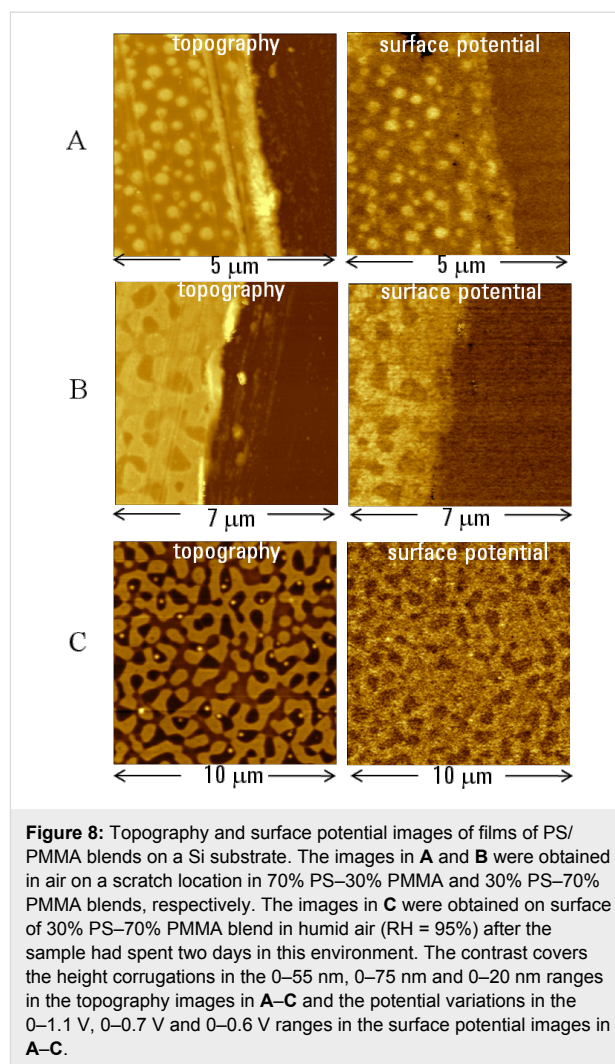 topography surface potential
A
5 µm 5 µm
topography surface potential
B
7 µm 7 µm
topography surface potential
C
10 µm 10 µm
Figure 8: Topography and surface potential images of films of PS/
PMMA blends on a Si substrate. The images in A and B were obtained
in air on a scratch location in 70% PS–30% PMMA and 30% PS–70%
PMMA blends, respectively. The images in C were obtained on surface
of 30% PS–70% PMMA blend in humid air (RH = 95%) after the
sample had spent two days in this environment. The contrast covers
the height corrugations in the 0–55 nm, 0–75 nm and 0–20 nm ranges
in the topography images in A–C and the potential variations in the
0–1.1 V, 0–0.7 V and 0–0.6 V ranges in the surface potential images in
A–C.